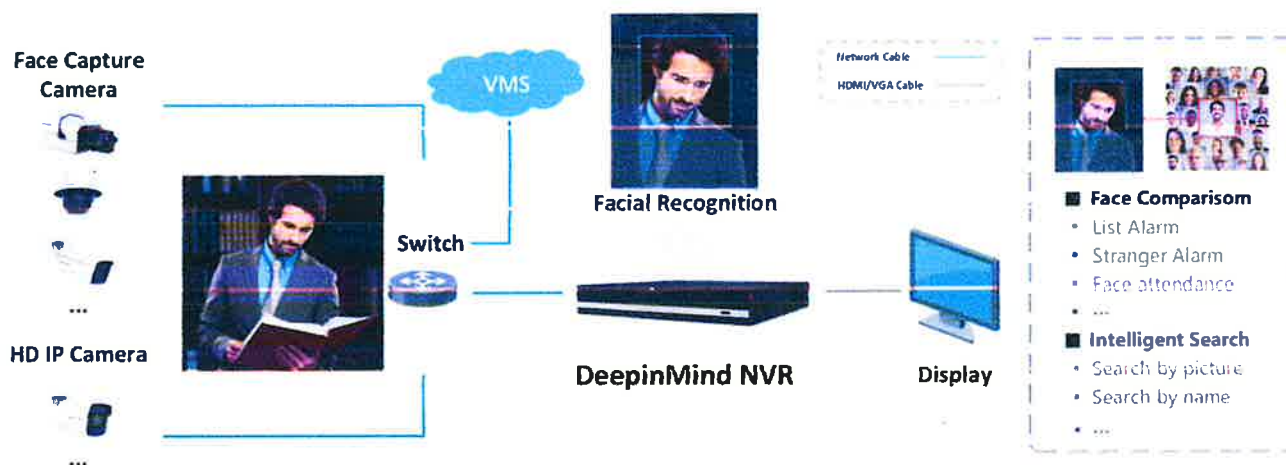 Face Capture
Camera
...
HD IP Camera
...
VMS
Switch
Facial Recognition
DeepinMind NVR
Display
Network Cable
HDMI/VGA Cable
■ Face Comparisom
• List Alarm
• Stranger Alarm
• Face attendance
• ...
■ Intelligent Search
• Search by picture
• Search by name
• ...